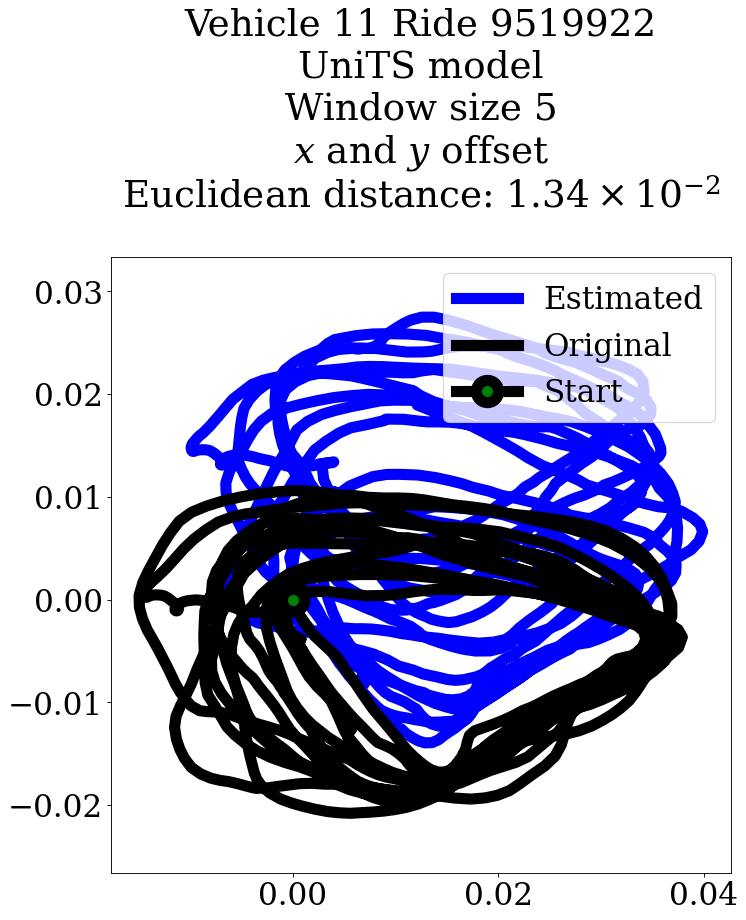 Vehicle 11 Ride 9519922
UniTS model
Window size 5
x and y offset
Euclidean distance: 1.34 × 10⁻²
Estimated
Original
Start
0.03
0.02
0.01
0.00
−0.01
−0.02
0.00 0.02 0.04